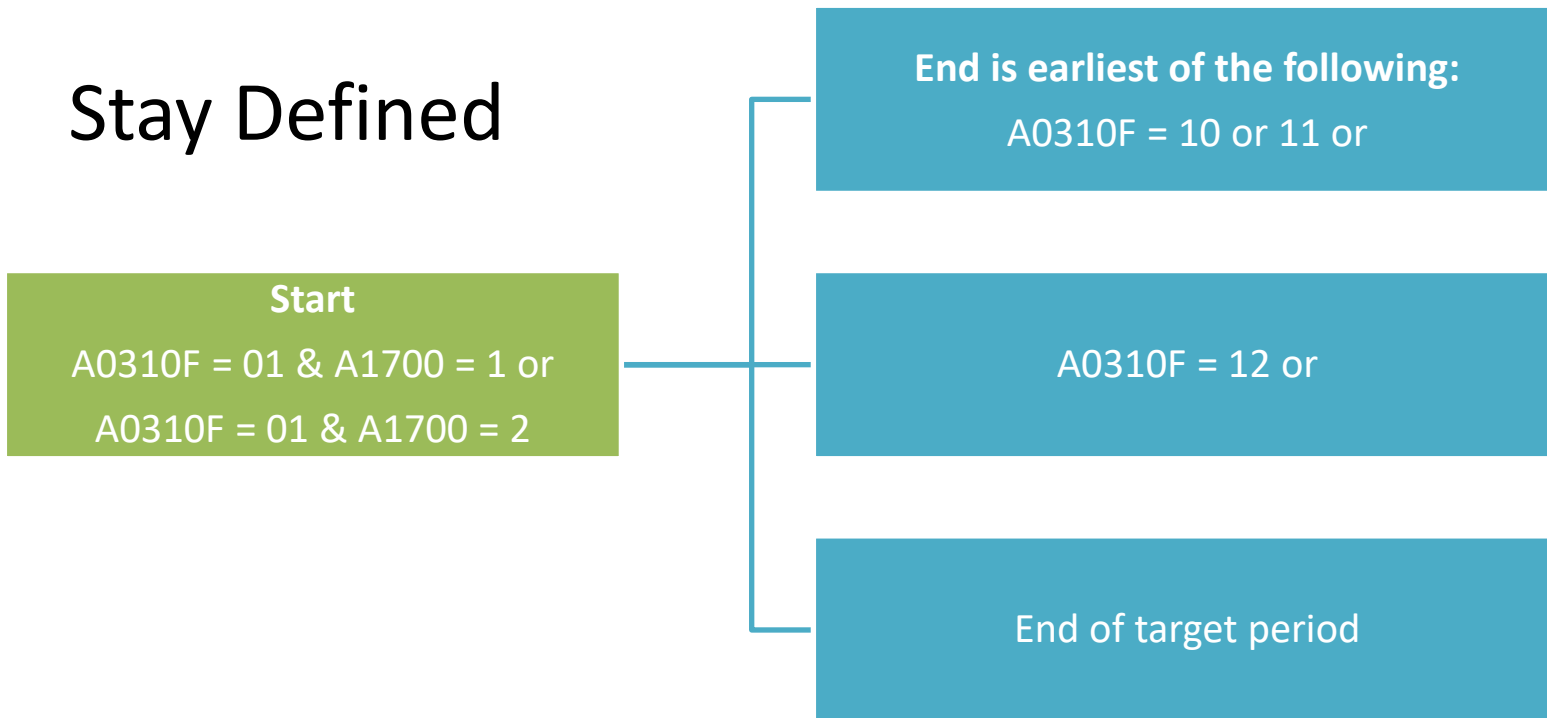 Stay Defined
Start
A0310F = 01 & A1700 = 1 or
A0310F = 01 & A1700 = 2
End is earliest of the following:
A0310F = 10 or 11 or
A0310F = 12 or
End of target period